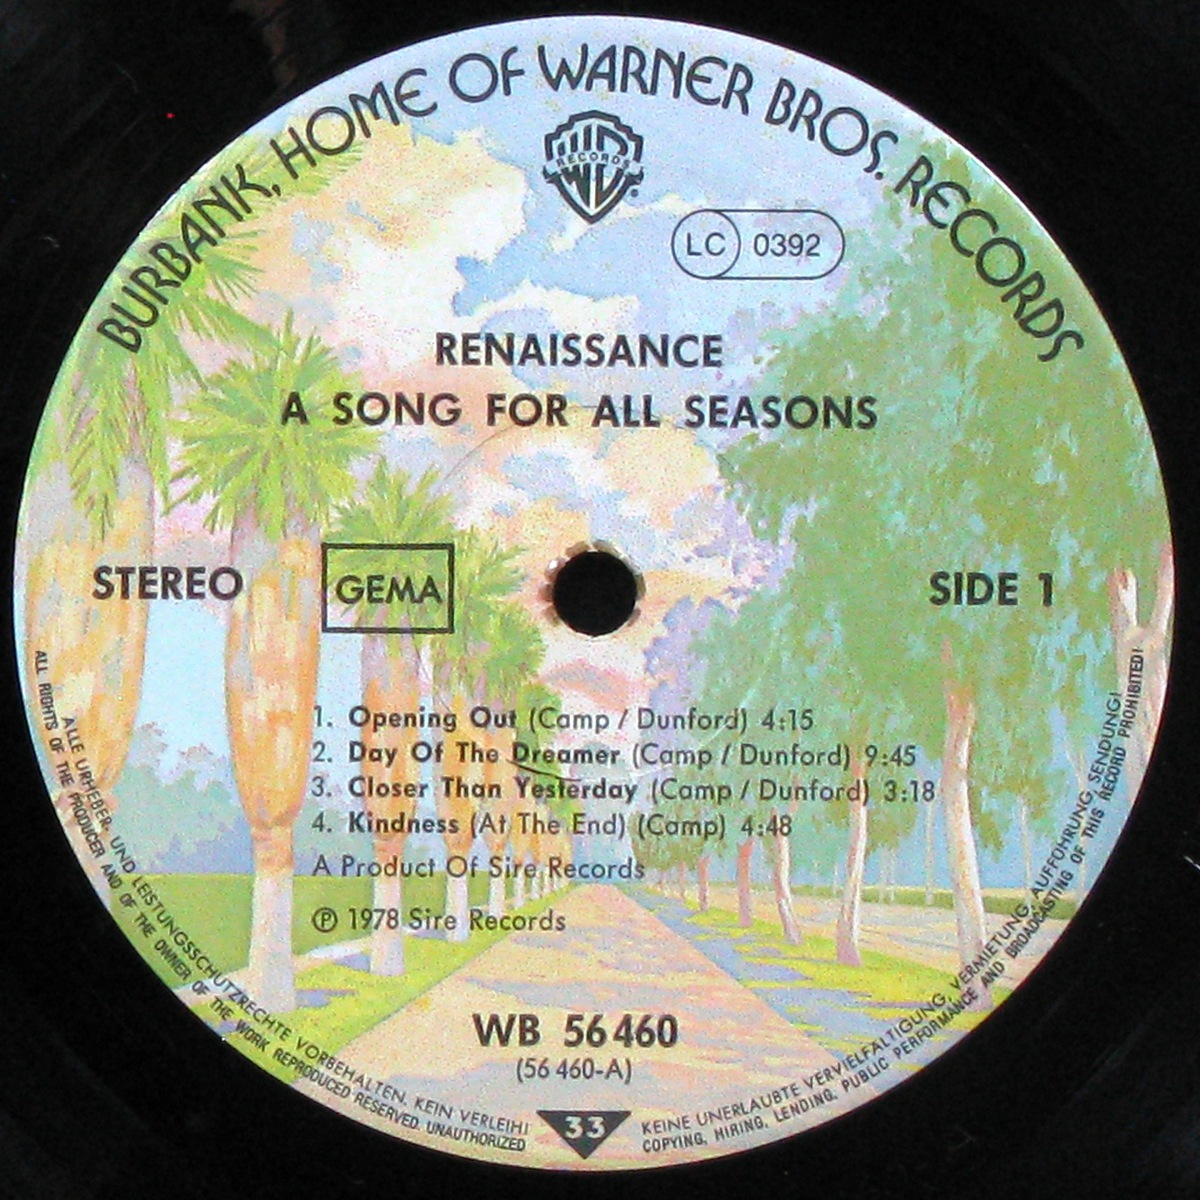 BURBANK, HOME OF WARNER BROS. RECORDS
WB
RECORDS
®
LC 0392
RENAISSANCE
A SONG FOR ALL SEASONS
STEREO
GEMA
SIDE 1
1. Opening Out (Camp / Dunford) 4:15
2. Day Of The Dreamer (Camp / Dunford) 9:45
3. Closer Than Yesterday (Camp / Dunford) 3:18
4. Kindness (At The End) (Camp) 4:48
A Product Of Sire Records
℗ 1978 Sire Records
WB 56 460
(56 460-A)
33
ALLE URHEBER- UND LEISTUNGSSCHUTZRECHTE VORBEHALTEN. KEIN VERLEIH! KEINE UNERLAUBTE VERVIELFÄLTIGUNG, VERMIETUNG, AUFFÜHRUNG, SENDUNG!
ALL RIGHTS OF THE PRODUCER AND OF THE OWNER OF THE WORK REPRODUCED RESERVED. UNAUTHORIZED COPYING, HIRING, LENDING, PUBLIC PERFORMANCE AND BROADCASTING OF THIS RECORD PROHIBITED!